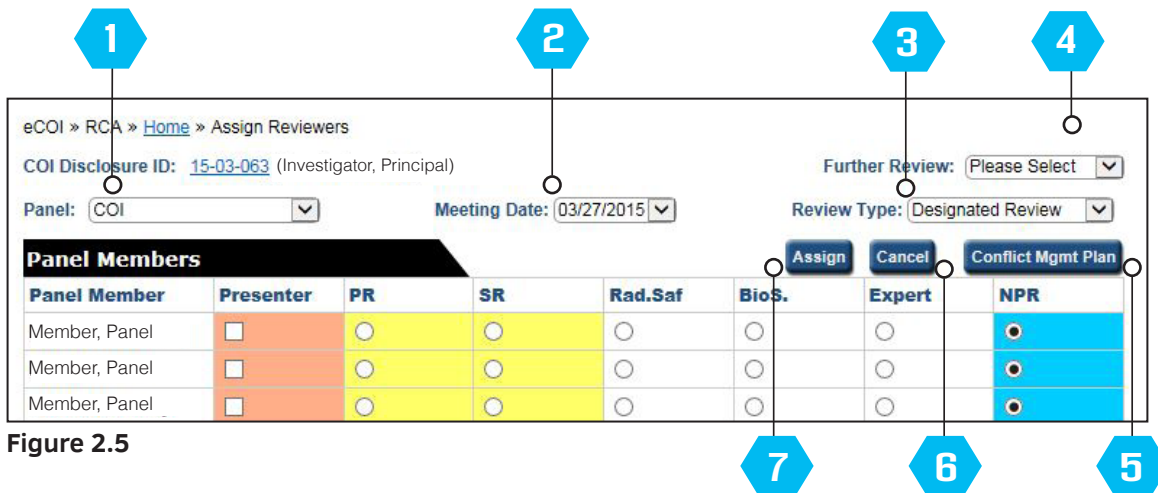 1 2 3 4
eCOI » RCA » Home » Assign Reviewers
COI Disclosure ID: 15-03-063 (Investigator, Principal) Further Review: Please Select
Panel: COI Meeting Date: 03/27/2015 Review Type: Designated Review
Panel Members Assign Cancel Conflict Mgmt Plan
Panel Member Presenter PR SR Rad.Saf BioS. Expert NPR
Member, Panel
Member, Panel
Member, Panel
Figure 2.5
7 6 5